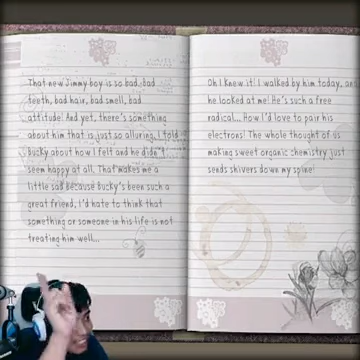 That new Jimmy boy is so bad, bad
teeth, bad hair, bad smell, bad
attitude! And yet, there's something
about him that is just so alluring. I told
Bucky about how I felt and he didn't
seem happy at all. That makes me a
little sad because Bucky's been such a
great friend, I'd hate to think that
something or someone in his life is not
treating him well...
Oh I knew it! I walked by him today, and
he looked at me! He's such a free
radical... How I'd love to pair his
electrons! The whole thought of us
making sweet organic chemistry just
sends shivers down my spine!